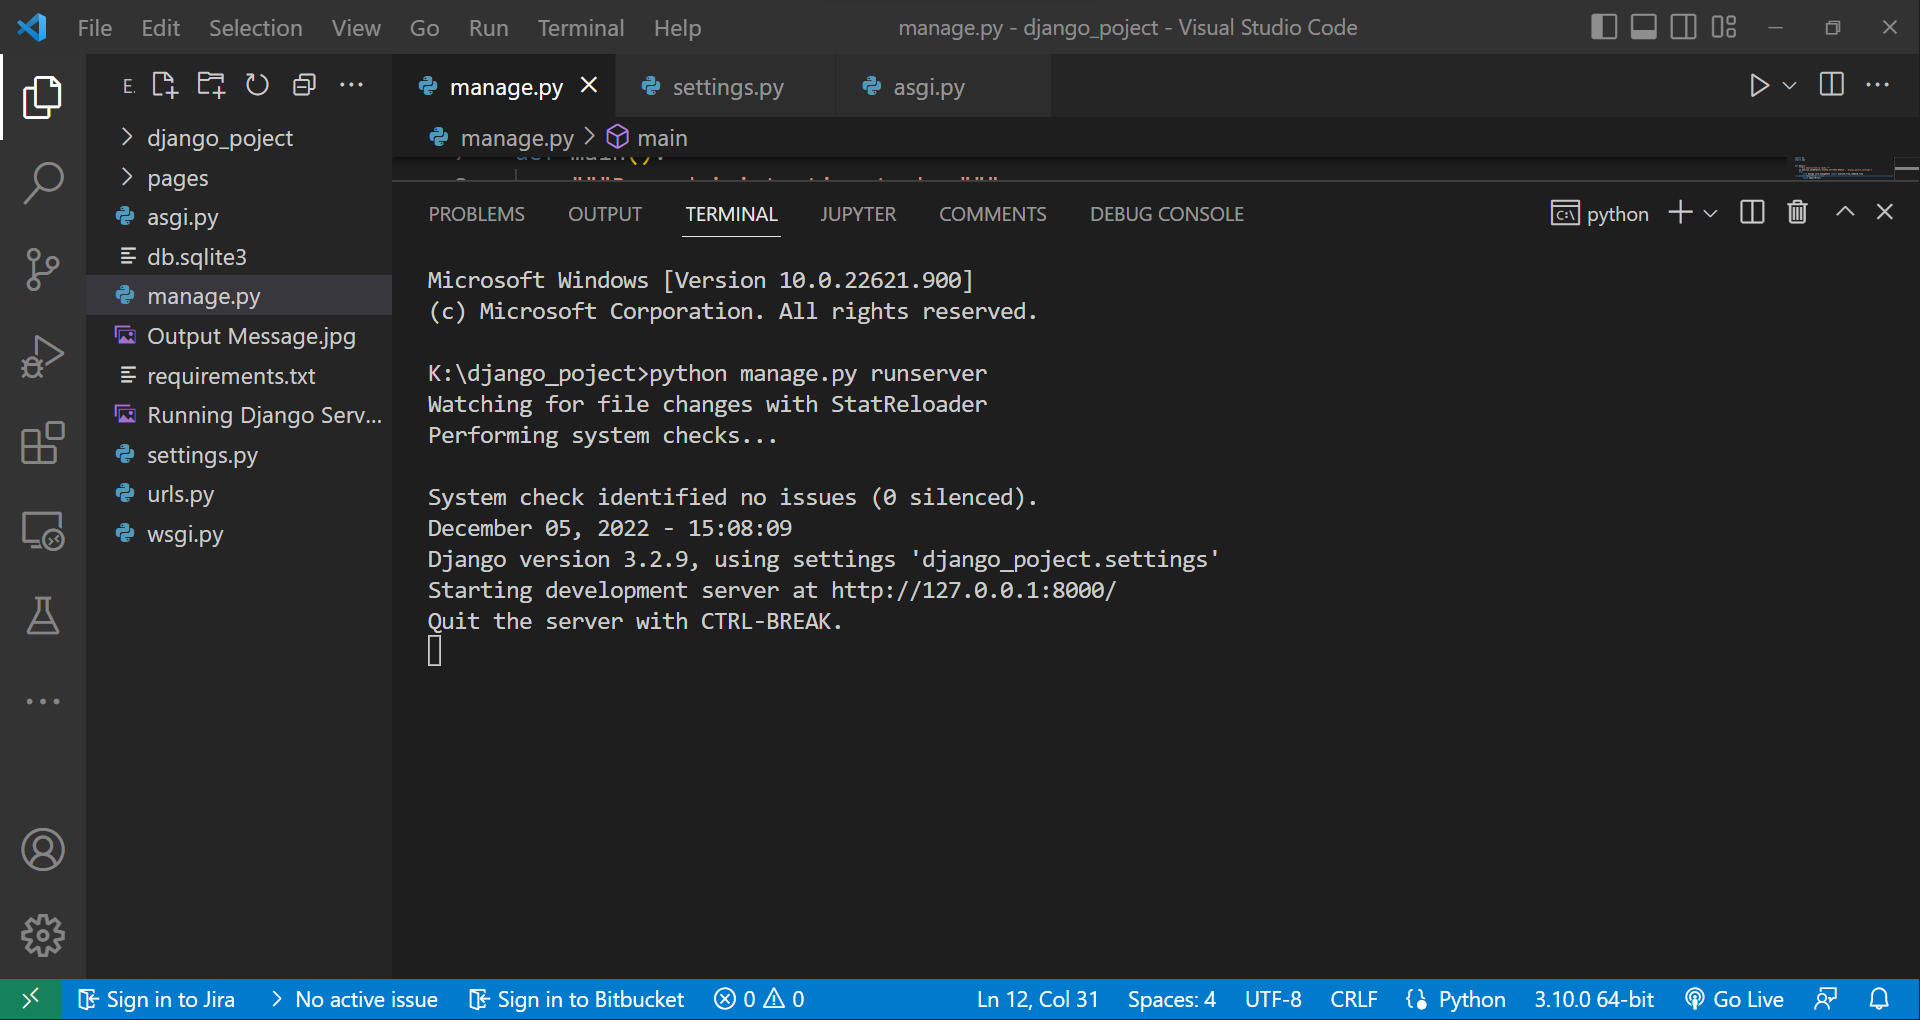 File Edit Selection View Go Run Terminal Help manage.py - django_poject - Visual Studio Code
E. manage.py settings.py asgi.py
manage.py > main
django_poject
pages
asgi.py
db.sqlite3
manage.py
Output Message.jpg
requirements.txt
Running Django Serv...
settings.py
urls.py
wsgi.py
PROBLEMS OUTPUT TERMINAL JUPYTER COMMENTS DEBUG CONSOLE python
Microsoft Windows [Version 10.0.22621.900]
(c) Microsoft Corporation. All rights reserved.
K:\django_poject>python manage.py runserver
Watching for file changes with StatReloader
Performing system checks...
System check identified no issues (0 silenced).
December 05, 2022 - 15:08:09
Django version 3.2.9, using settings 'django_poject.settings'
Starting development server at http://127.0.0.1:8000/
Quit the server with CTRL-BREAK.
Sign in to Jira > No active issue Sign in to Bitbucket 0 0 Ln 12, Col 31 Spaces: 4 UTF-8 CRLF Python 3.10.0 64-bit Go Live